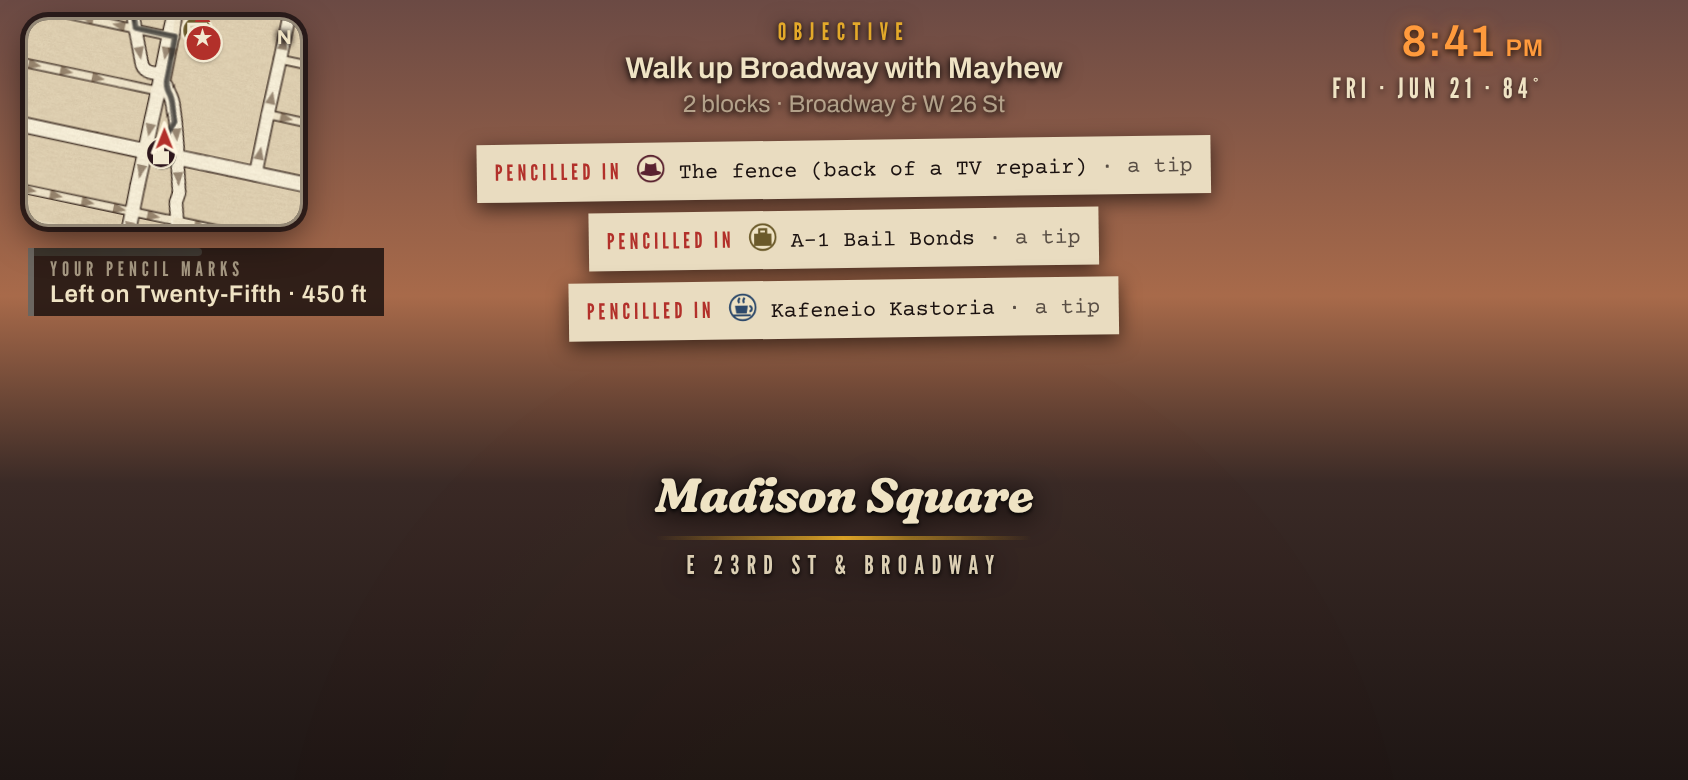 N
OBJECTIVE
Walk up Broadway with Mayhew
2 blocks · Broadway & W 26 St
8:41 PM
FRI · JUN 21 · 84°
PENCILLED IN The fence (back of a TV repair) · a tip
PENCILLED IN A-1 Bail Bonds · a tip
PENCILLED IN Kafeneio Kastoria · a tip
YOUR PENCIL MARKS
Left on Twenty-Fifth · 450 ft
Madison Square
E 23RD ST & BROADWAY